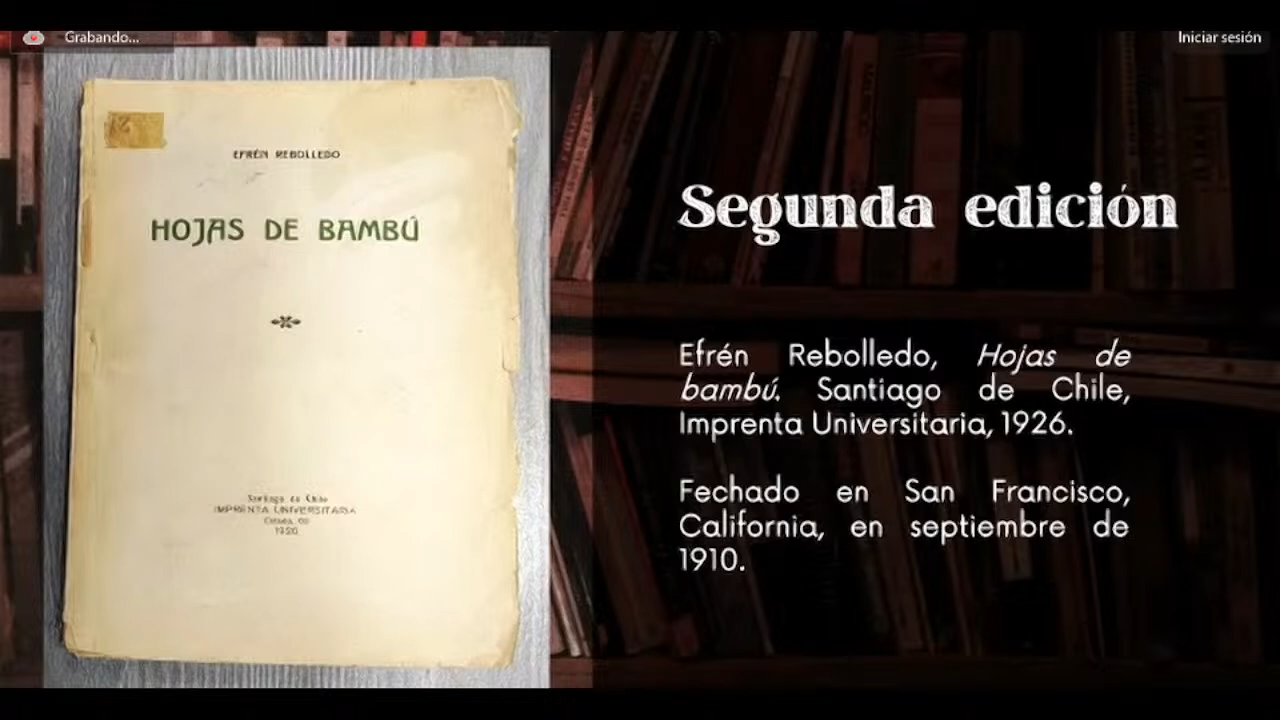 Grabando...
Iniciar sesión
EFRÉN REBOLLEDO
HOJAS DE BAMBÚ
Santiago de Chile
IMPRENTA UNIVERSITARIA
Segunda edición
Efrén Rebolledo, Hojas de
bambú. Santiago de Chile,
Imprenta Universitaria, 1926.
Fechado en San Francisco,
California, en septiembre de
1910.